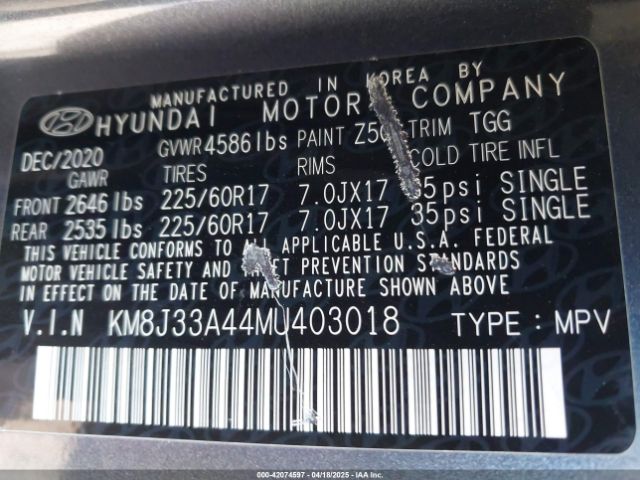 MANUFACTURED IN KOREA BY
HYUNDAI MOTOR COMPANY
DEC/2020 GVWR 4586 lbs PAINT TRIM TGG
GAWR TIRES RIMS COLD TIRE INFL
FRONT 2646 lbs 225/60R17 7.0JX17 SINGLE
REAR 2535 lbs 225/60R17 7.0JX17 35psi SINGLE
THIS VEHICLE CONFORMS TO ALL APPLICABLE U.S.A. FEDERAL
MOTOR VEHICLE SAFETY AND THEFT PREVENTION STANDARDS
IN EFFECT ON THE DATE OF MANUFACTURE SHOWN ABOVE
V.I.N KM8J33A44MU403018 TYPE : MPV
000-42074597 - 04/18/2025 - IAA Inc.